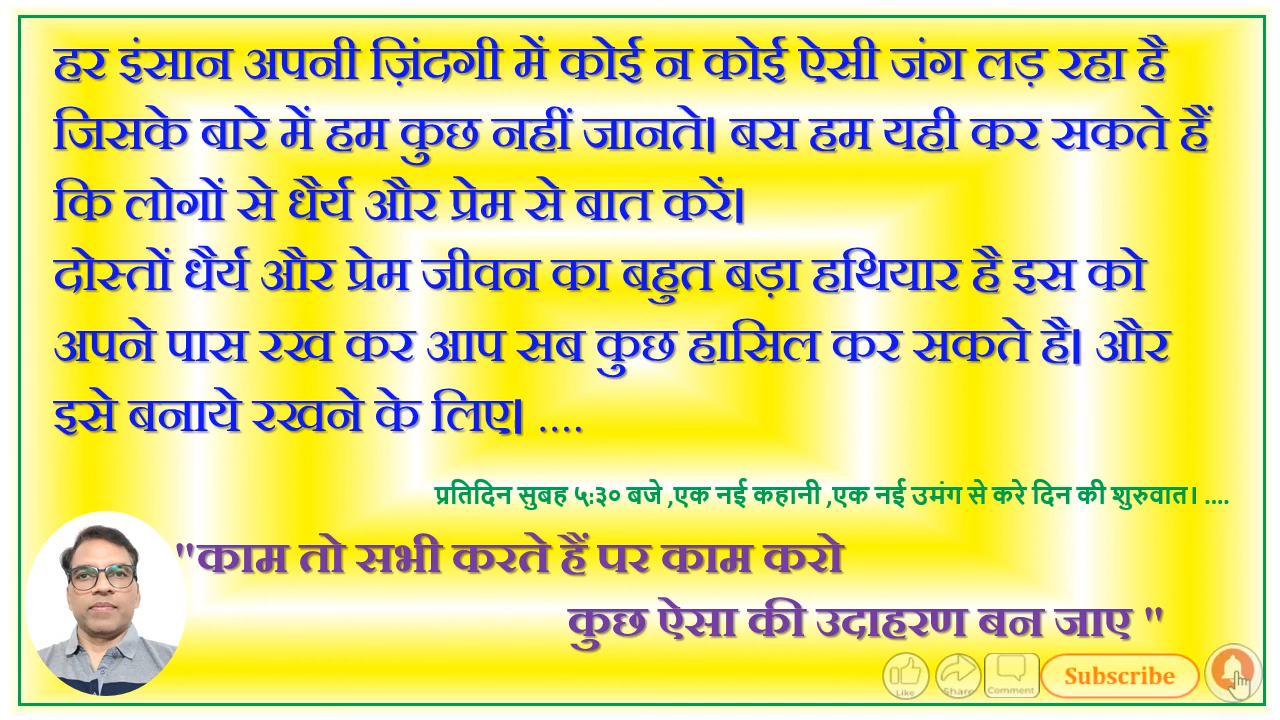 हर इंसान अपनी ज़िंदगी में कोई न कोई ऐसी जंग लड़ रहा है
जिसके बारे में हम कुछ नहीं जानते। बस हम यही कर सकते हैं
कि लोगों से धैर्य और प्रेम से बात करें।
दोस्तों धैर्य और प्रेम जीवन का बहुत बड़ा हथियार है इस को
अपने पास रख कर आप सब कुछ हासिल कर सकते है। और
इसे बनाये रखने के लिए। ....
प्रतिदिन सुबह ५:३० बजे ,एक नई कहानी ,एक नई उमंग से करे दिन की शुरुवात। ....
"काम तो सभी करते हैं पर काम करो
कुछ ऐसा की उदाहरण बन जाए "
Like Share Comment Subscribe